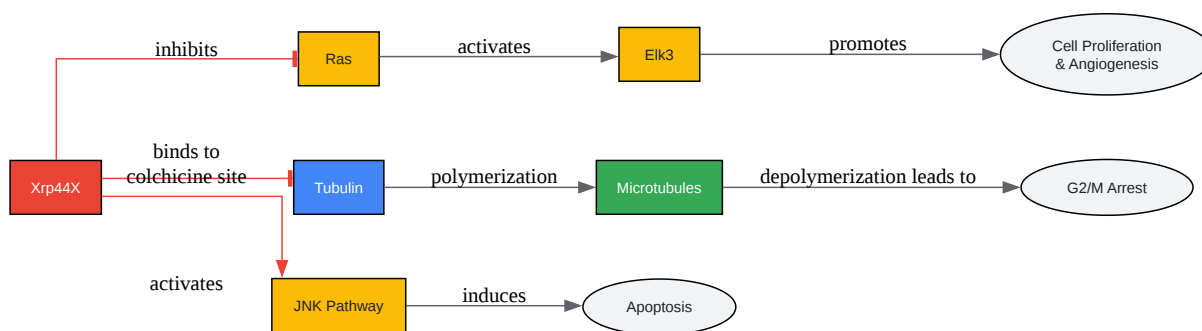 inhibits
Ras
activates
Elk3
promotes
Cell Proliferation
& Angiogenesis
Xrp44X
binds to
colchicine site
Tubulin
polymerization
Microtubules
depolymerization leads to
G2/M Arrest
activates
JNK Pathway
induces
Apoptosis